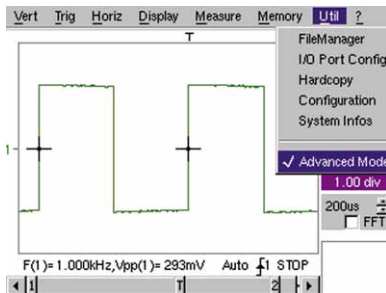 Vert Trig Horiz Display Measure Memory Util ?
T
FileManager
I/O Port Config
Hardcopy
Configuration
System Infos
✓ Advanced Mode
1
1.00 div
200us
FFT
F(1)= 1.000kHz,Vpp(1)= 293mV Auto 1 STOP
1 T 2